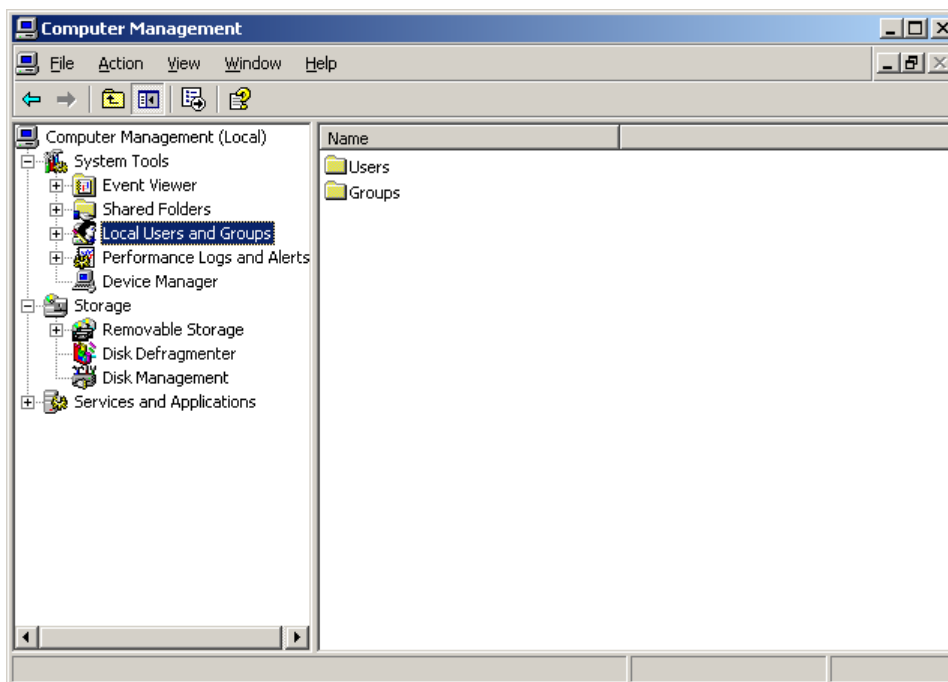 Computer Management
File Action View Window Help
Computer Management (Local)
System Tools
Event Viewer
Shared Folders
Local Users and Groups
Performance Logs and Alerts
Device Manager
Storage
Removable Storage
Disk Defragmenter
Disk Management
Services and Applications
Name
Users
Groups